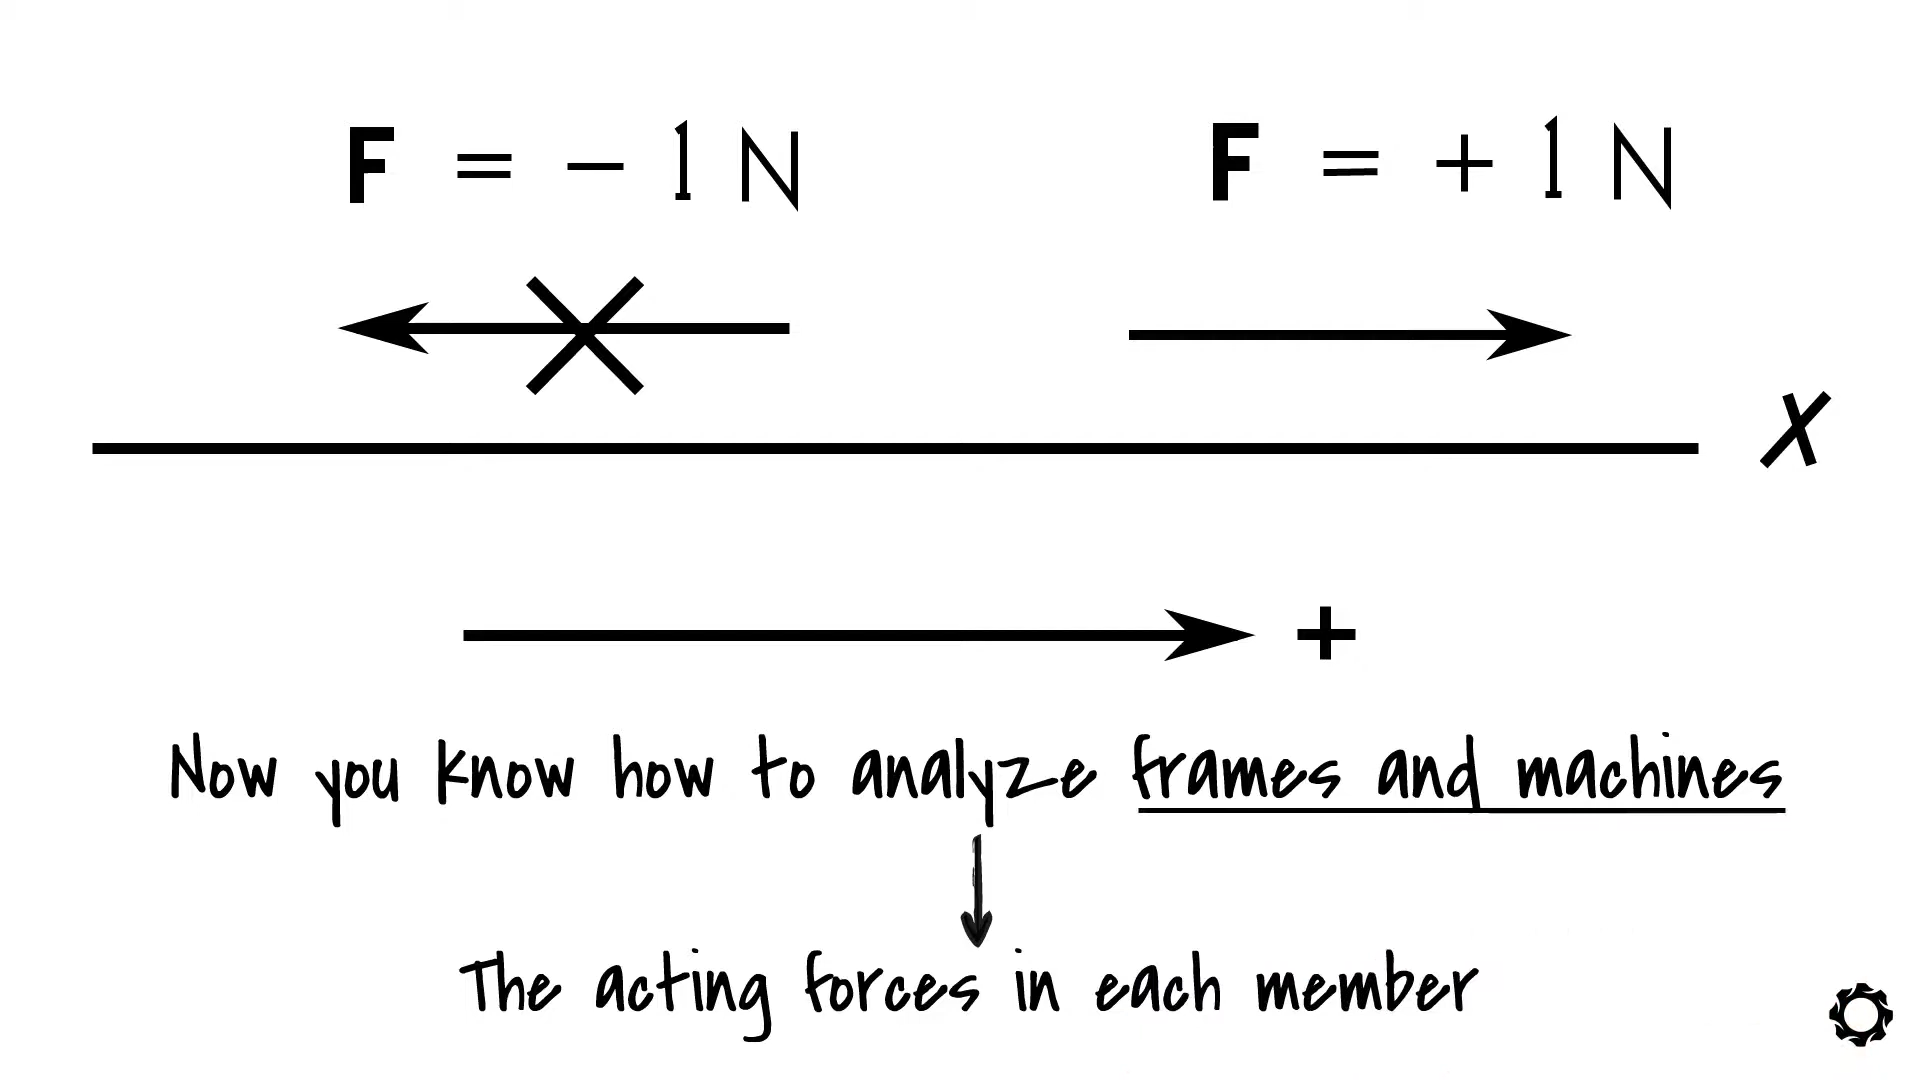 F = - 1 N
F = + 1 N
X
+
Now you know how to analyze frames and machines
The acting forces in each member